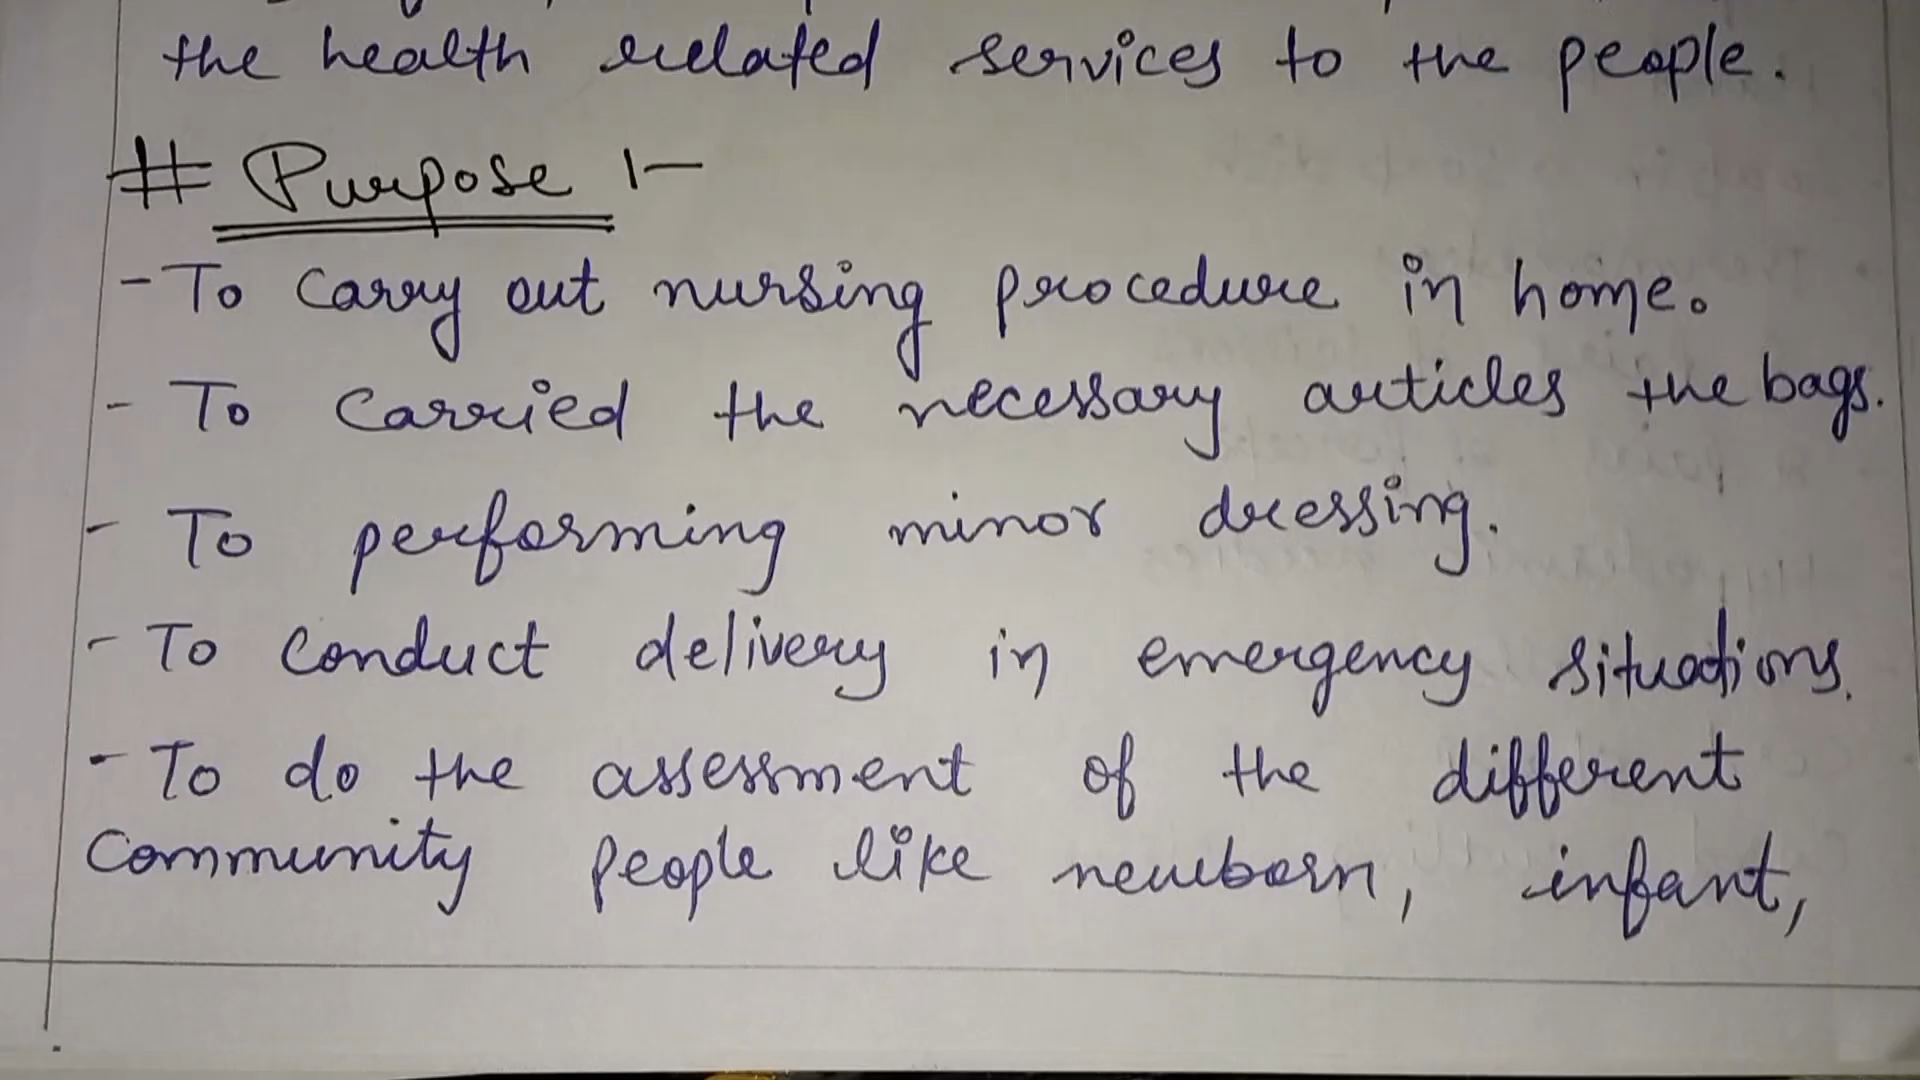 the health related services to the people.
# Purpose :-
- To carry out nursing procedure in home.
- To carried the necessary articles the bags.
- To performing minor dressing.
- To conduct delivery in emergency situations.
- To do the assessment of the different
Community people like newborn, infant,